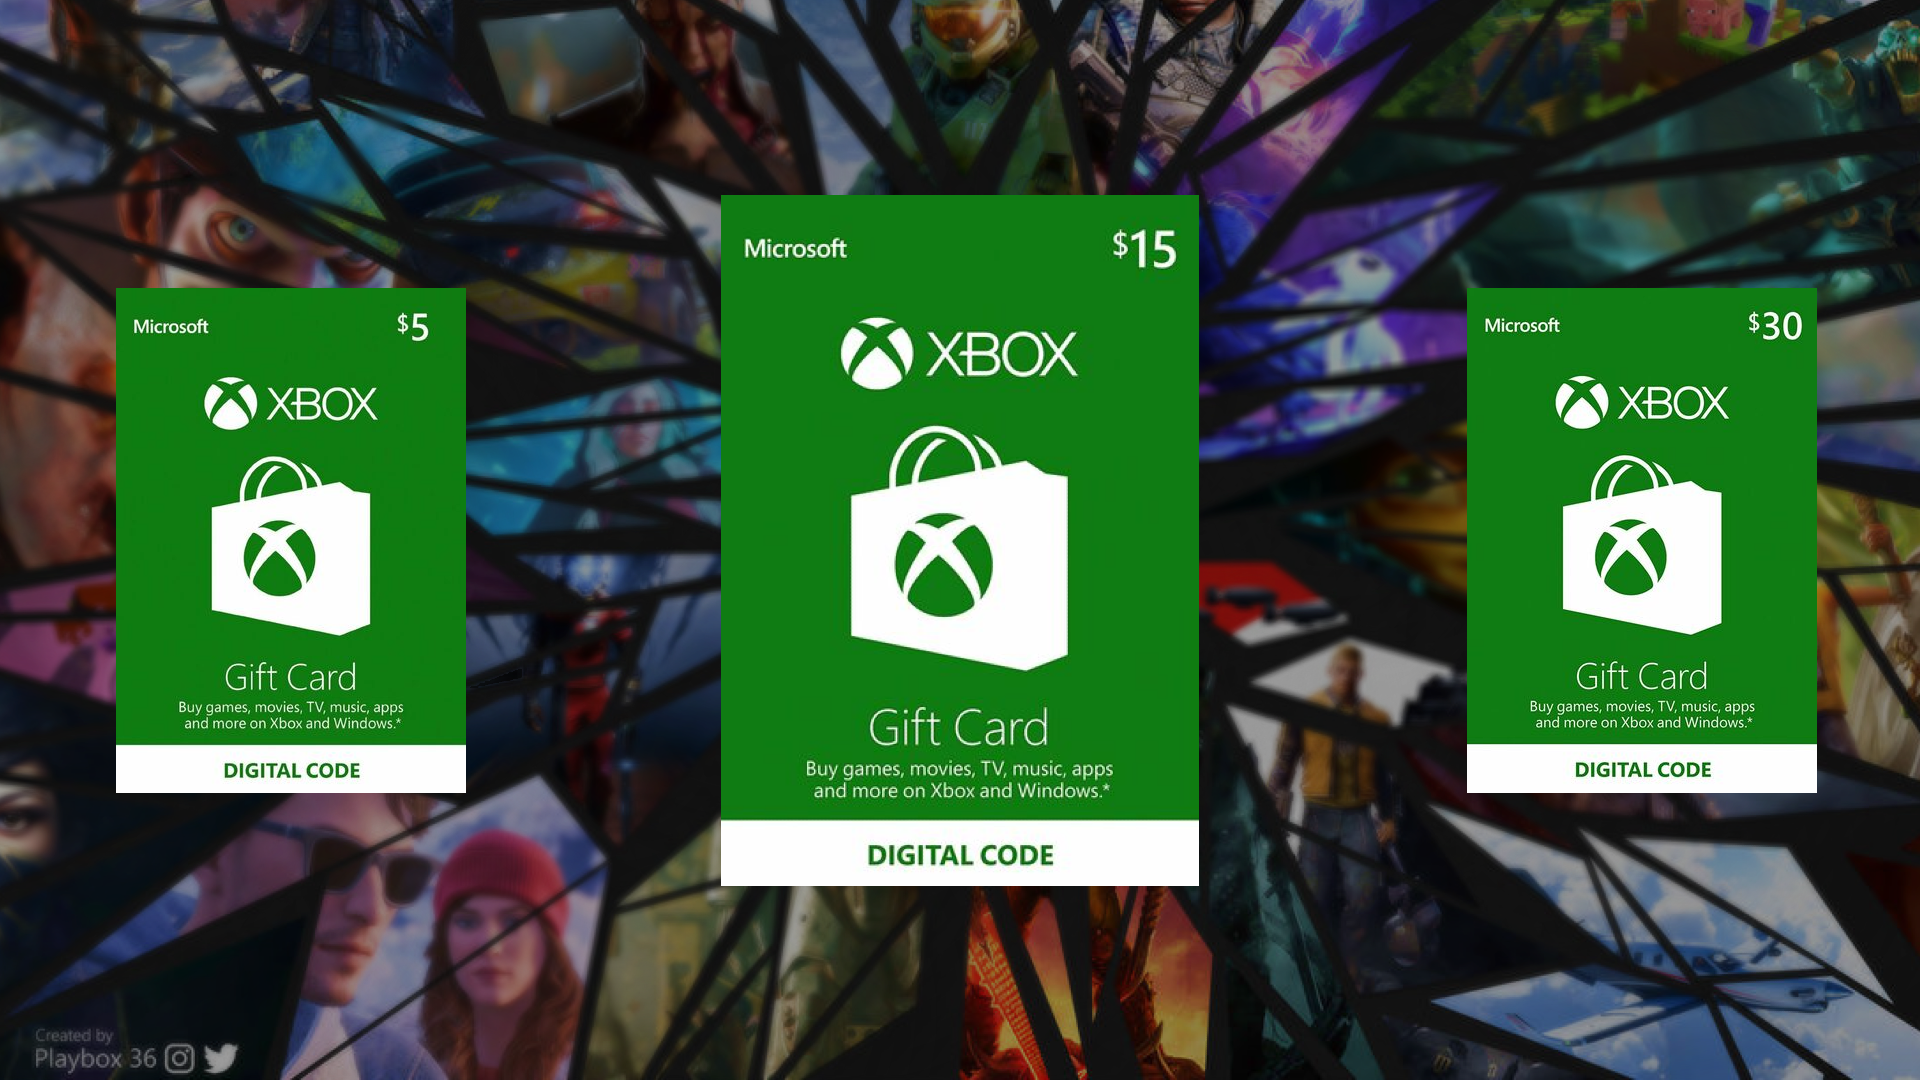 Microsoft $5
XBOX
Gift Card
Buy games, movies, TV, music, apps
and more on Xbox and Windows.*
DIGITAL CODE
Microsoft $15
XBOX
Gift Card
Buy games, movies, TV, music, apps
and more on Xbox and Windows.*
DIGITAL CODE
Microsoft $30
XBOX
Gift Card
Buy games, movies, TV, music, apps
and more on Xbox and Windows.*
DIGITAL CODE
Created by
Playbox 36